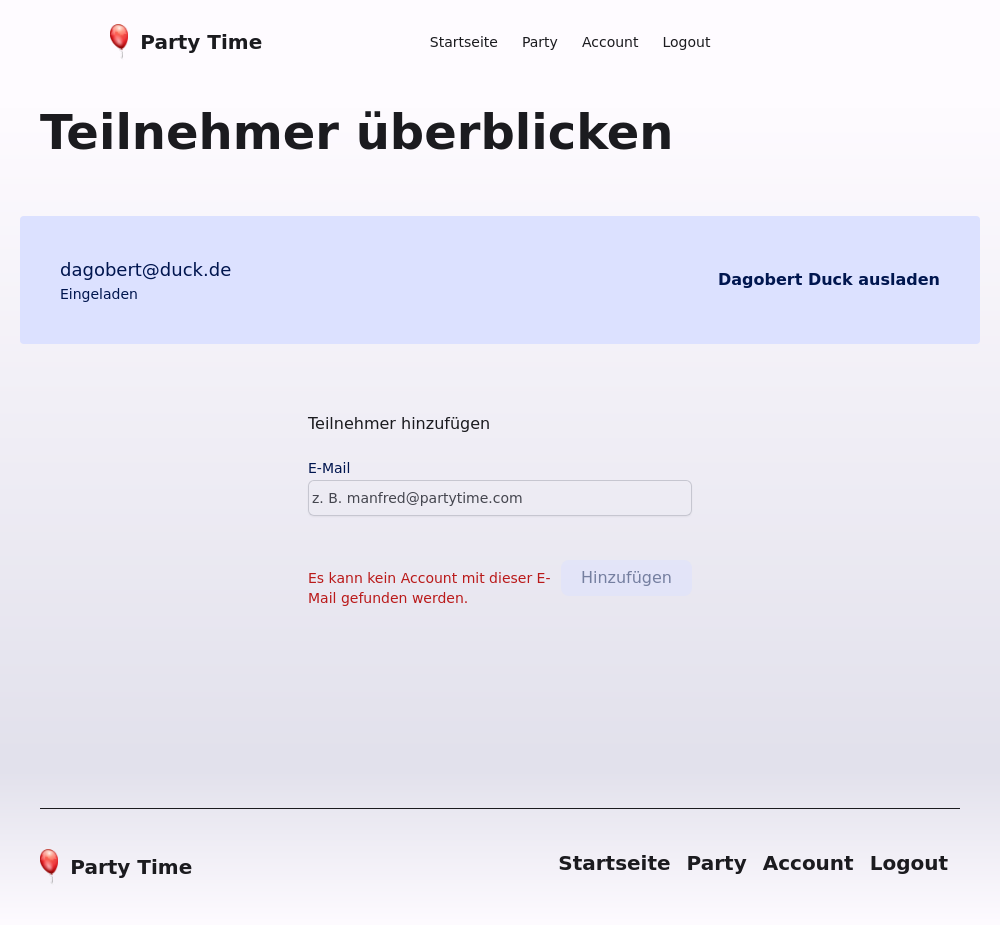 Party Time
Startseite Party Account Logout
Teilnehmer überblicken
dagobert@duck.de
Eingeladen
Dagobert Duck ausladen
Teilnehmer hinzufügen
E-Mail
z. B. manfred@partytime.com
Es kann kein Account mit dieser E-
Mail gefunden werden.
Hinzufügen
Party Time
Startseite Party Account Logout